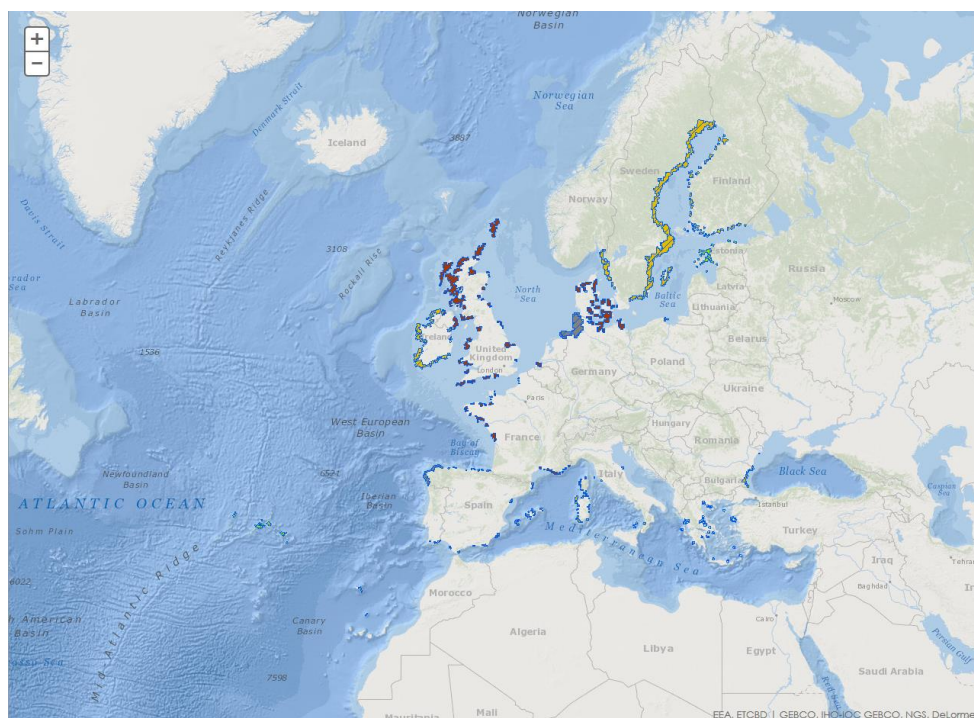 Norwegian
Basin
+
−
Denmark Strait
Norwegian
Sea
3887
Iceland
Sweden
Finland
Norway
Davis Strait
Reykjanes Ridge
3108
Rockall Rise
Estonia
Russia
North
Sea
Baltic
Sea
Latvia
Lithuania
Moscow
Labrador
Basin
Ireland
United
Kingdom
London
Belarus
1536
Poland
Germany
Ukraine
Paris
West European
Basin
France
Hungary
Romania
Bay of
Biscay
Newfoundland
Basin
Italy
Black Sea
Caspian
Sea
Bulgaria
Iberian
Basin
ATLANTIC OCEAN
Spain
Istanbul
Sohm Plain
Mediterranean Sea
Turkey
Iraq
6022
Mid-Atlantic Ridge
Morocco
Baghdad
American
Basin
Canary
Basin
Algeria
Cairo
Libya
Egypt
Persian Gulf
7598
Saudi Arabia
Red Sea
Mauritania
Mali
EEA, ETCBD | GEBCO, IHO-IOC GEBCO, NGS, DeLorme